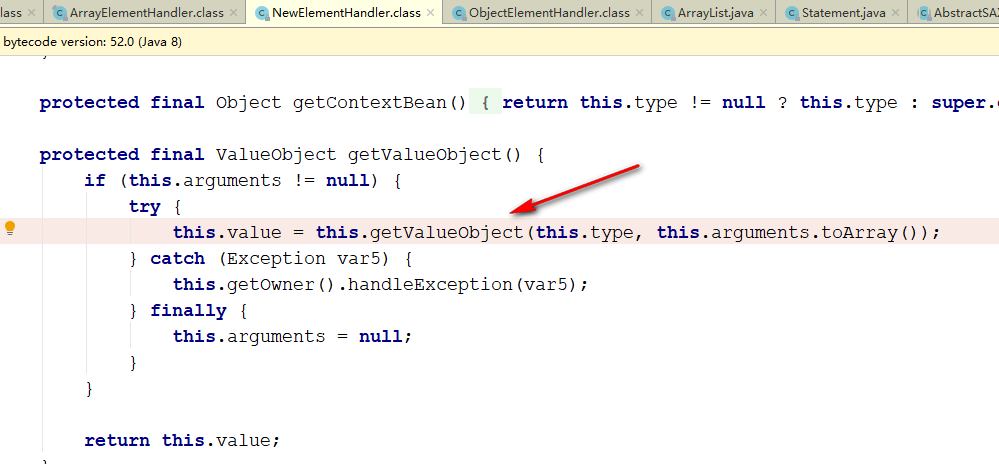 lass ArrayElementHandler.class NewElementHandler.class ObjectElementHandler.class ArrayList.java Statement.java AbstractSA
bytecode version: 52.0 (Java 8)
}
protected final Object getContextBean() { return this.type != null ? this.type : super.
protected final ValueObject getValueObject() {
if (this.arguments != null) {
try {
this.value = this.getValueObject(this.type, this.arguments.toArray());
} catch (Exception var5) {
this.getOwner().handleException(var5);
} finally {
this.arguments = null;
}
}
return this.value;